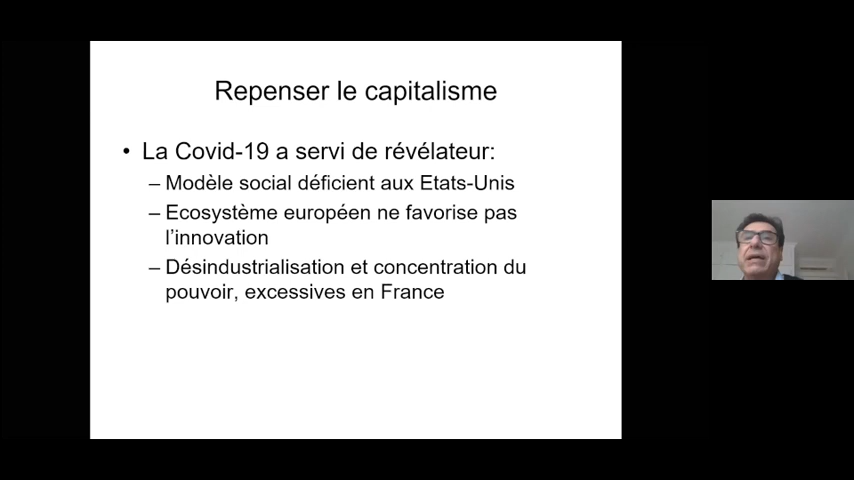 Repenser le capitalisme
• La Covid-19 a servi de révélateur:
– Modèle social déficient aux Etats-Unis
– Ecosystème européen ne favorise pas
l’innovation
– Désindustrialisation et concentration du
pouvoir, excessives en France